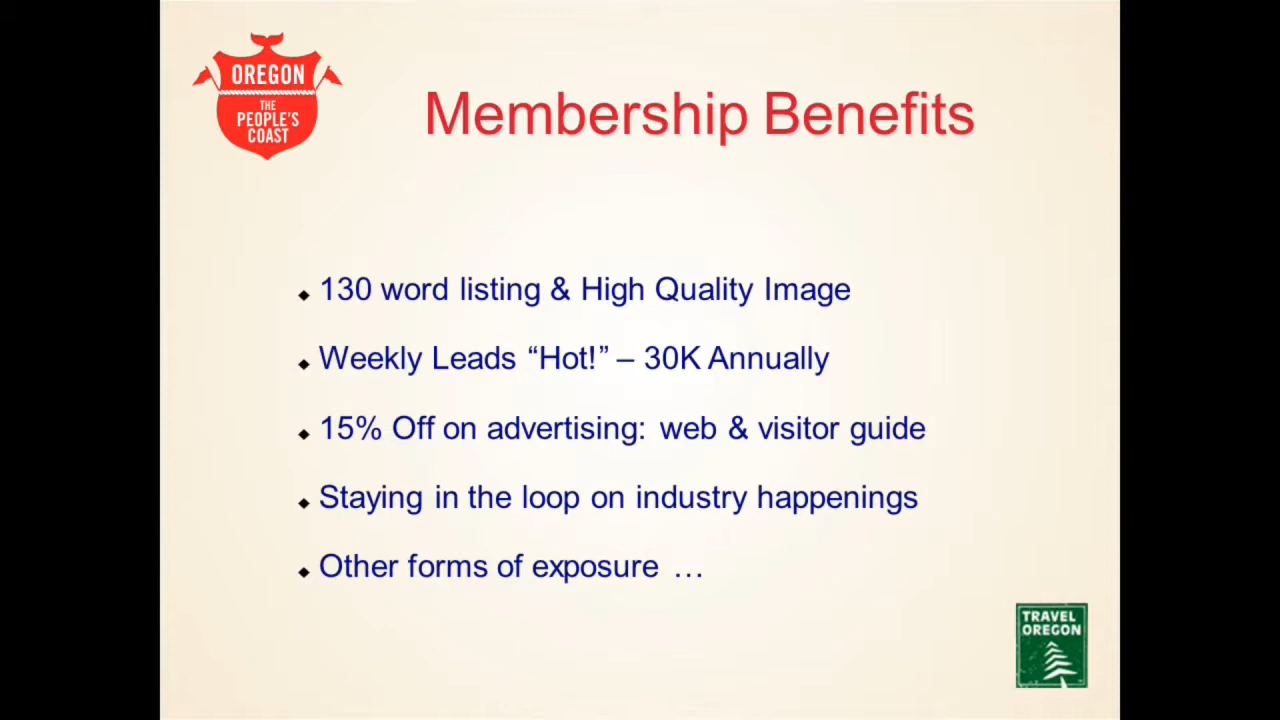 OREGON
THE
PEOPLE'S
COAST
Membership Benefits
130 word listing & High Quality Image
Weekly Leads “Hot!” – 30K Annually
15% Off on advertising: web & visitor guide
Staying in the loop on industry happenings
Other forms of exposure …
TRAVEL
OREGON